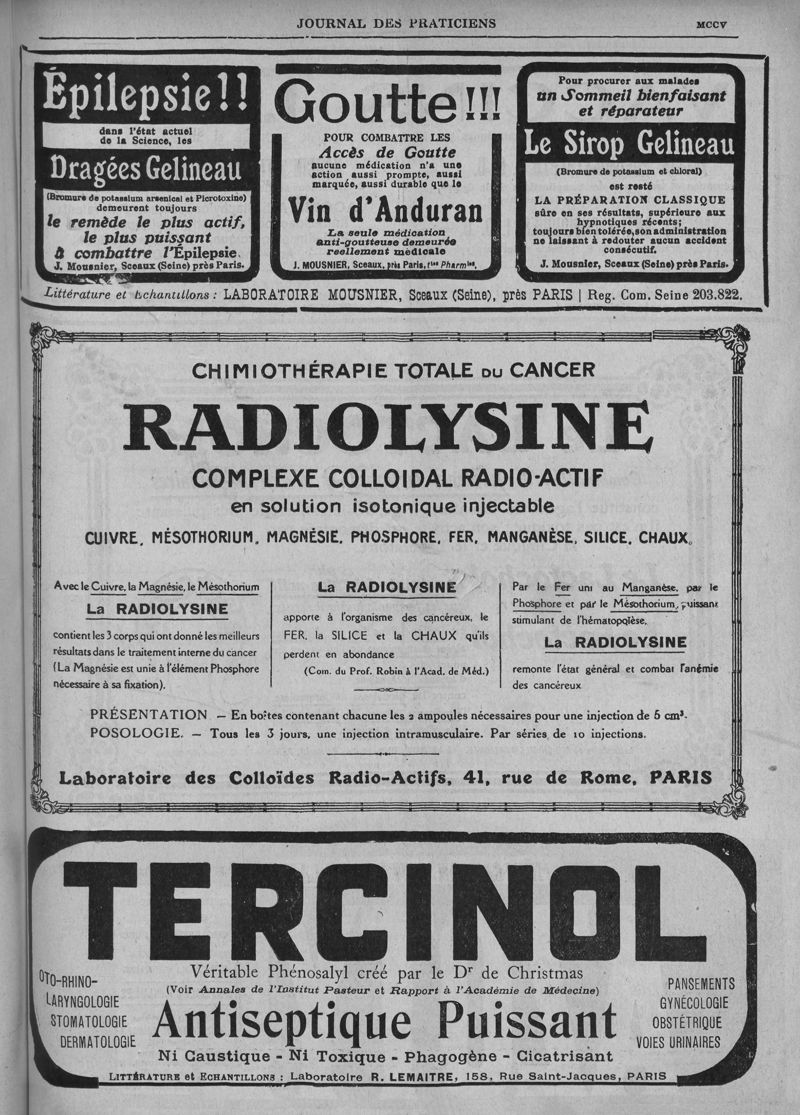 JOURNAL DES PRATICIENS
MCCV
Épilepsie!!
dans l'état actuel
de la Science, les
Dragées Gelineau
(Bromure de potassium arsenical et Picrotoxine)
demeurent toujours
le remède le plus actif,
le plus puissant
à combattre l'Épilepsie.
J. Mousnier, Sceaux (Seine) près Paris.
Goutte!!!
POUR COMBATTRE LES
Accès de Goutte
aucune médication n'a une
action aussi prompte, aussi
marquée, aussi durable que le
Vin d'Anduran
La seule médication
anti-goutteuse demeurée
réellement médicale
J. MOUSNIER, Sceaux, près Paris, ttes Pharmies.
Pour procurer aux malades
un Sommeil bienfaisant
et réparateur
Le Sirop Gelineau
(Bromure de potassium et chloral)
est resté
LA PRÉPARATION CLASSIQUE
sûre en ses résultats, supérieure aux
hypnotiques récents;
toujours bien tolérée, son administration
ne laissant à redouter aucun accident
consécutif.
J. Mousnier, Sceaux (Seine) près Paris.
Littérature et Echantillons : LABORATOIRE MOUSNIER, Sceaux (Seine), près PARIS | Reg. Com. Seine 203.822.
CHIMIOTHÉRAPIE TOTALE DU CANCER
RADIOLYSINE
COMPLEXE COLLOIDAL RADIO-ACTIF
en solution isotonique injectable
CUIVRE, MÉSOTHORIUM, MAGNÉSIE, PHOSPHORE, FER, MANGANÈSE, SILICE, CHAUX.
Avec le Cuivre, la Magnésie, le Mésothorium
La RADIOLYSINE
contient les 3 corps qui ont donné les meilleurs
résultats dans le traitement interne du cancer
(La Magnésie est unie à l'élément Phosphore
nécessaire à sa fixation).
La RADIOLYSINE
apporte à l'organisme des cancéreux, le
FER, la SILICE et la CHAUX qu'ils
perdent en abondance
(Com. du Prof. Robin à l'Acad. de Méd.)
Par le Fer uni au Manganèse, par le
Phosphore et par le Mésothorium, puissant
stimulant de l'hématopoïèse,
La RADIOLYSINE
remonte l'état général et combat l'anémie
des cancéreux
PRÉSENTATION — En boîtes contenant chacune les 2 ampoules nécessaires pour une injection de 5 cm³.
POSOLOGIE. — Tous les 3 jours, une injection intramusculaire. Par séries de 10 injections.
Laboratoire des Colloïdes Radio-Actifs, 41, rue de Rome, PARIS
TERCINOL
Véritable Phénosalyl créé par le Dr de Christmas
(Voir Annales de l'Institut Pasteur et Rapport à l'Académie de Médecine)
OTO-RHINO-
LARYNGOLOGIE
STOMATOLOGIE
DERMATOLOGIE
Antiseptique Puissant
PANSEMENTS
GYNÉCOLOGIE
OBSTÉTRIQUE
VOIES URINAIRES
Ni Caustique - Ni Toxique - Phagogène - Cicatrisant
LITTÉRATURE et ECHANTILLONS : Laboratoire R. LEMAITRE, 158, Rue Saint-Jacques, PARIS